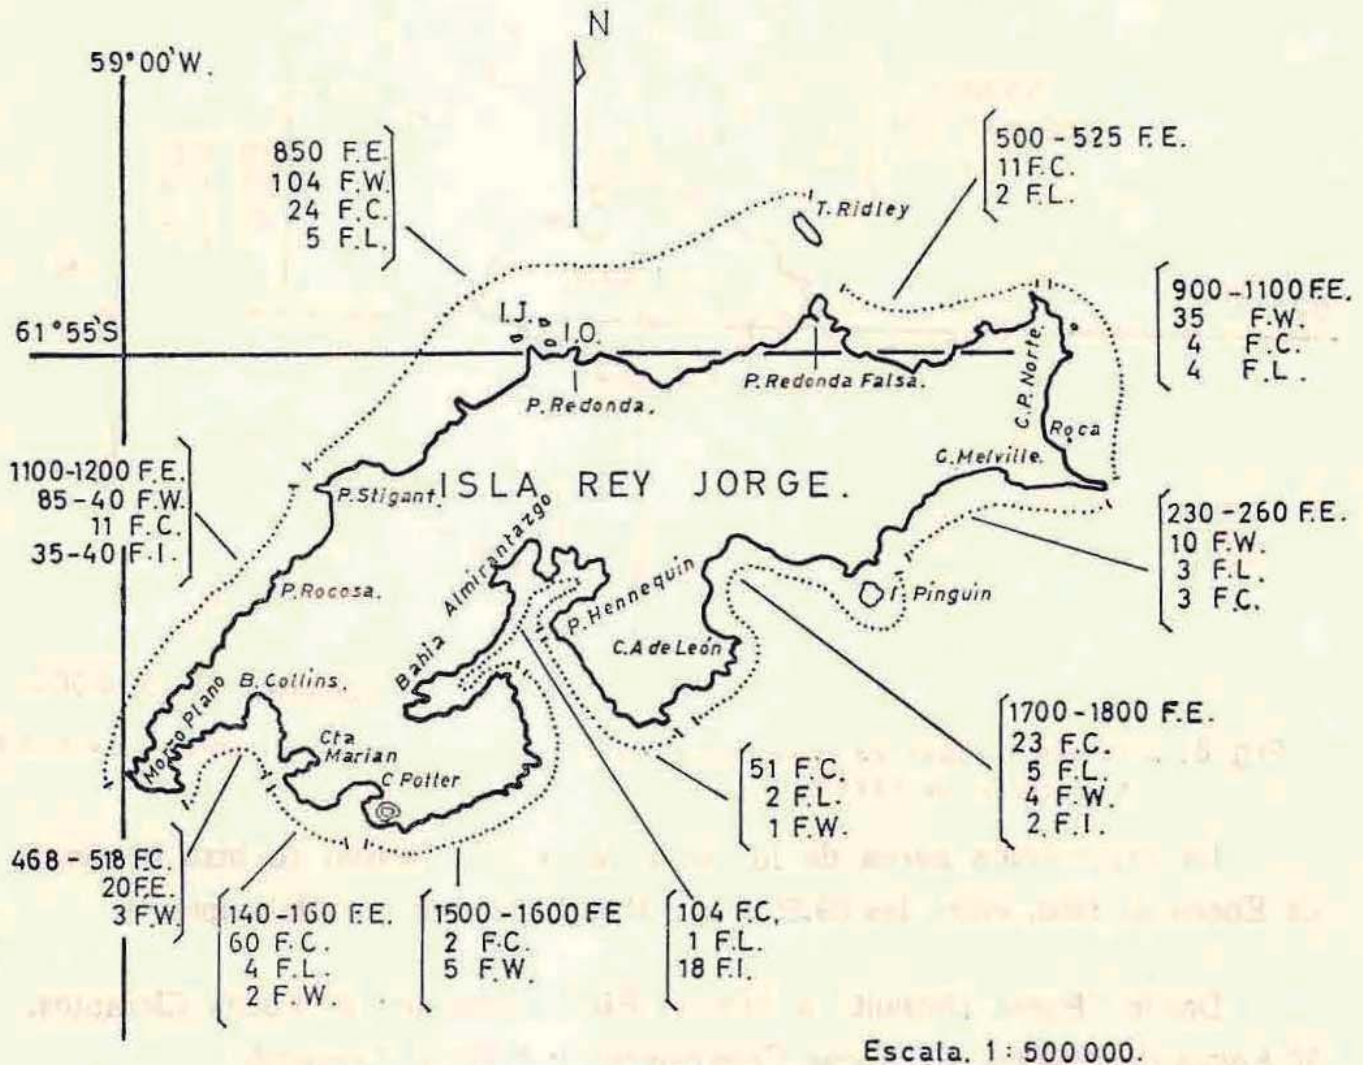 N
59°00'W.
850 F.E.
104 F.W.
24 F.C.
5 F.L.
500-525 F.E.
11 F.C.
2 F.L.
T. Ridley
900-1100 F.E.
35 F.W.
4 F.C.
4 F.L.
61°55'S
I.J.
I.O.
P. Redonda.
P. Redonda Falsa.
C.P. Norte.
Roca
C. Melville.
1100-1200 F.E.
85-40 F.W.
11 F.C.
35-40 F.I.
P. Stigant.
ISLA REY JORGE.
230-260 F.E.
10 F.W.
3 F.L.
3 F.C.
P. Rocosa.
Bahia Almirantazgo
P. Hennequin
I. Pinguin
C.A de León
Morro Plano
B. Collins.
Cta Marian
C Potter
1700-1800 F.E.
23 F.C.
5 F.L.
4 F.W.
2 F.I.
51 F.C.
2 F.L.
1 F.W.
468-518 F.C.
20 F.E.
3 F.W.
140-160 F.E.
60 F.C.
4 F.L.
2 F.W.
1500-1600 F.E
2 F.C.
5 F.W.
104 F.C.
1 F.L.
18 F.I.
Escala. 1:500000.